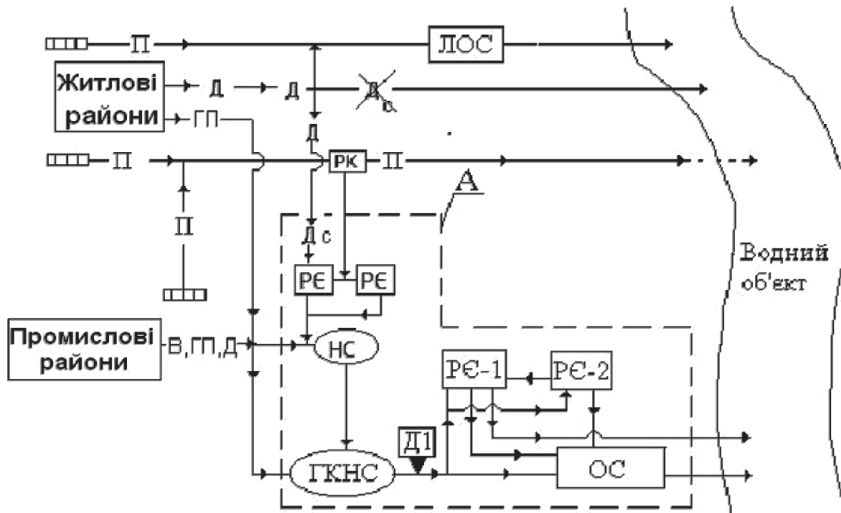 П
ЛОС
Житлові
райони
Д
Д
Дс
ГП
Д
П
РК
П
А
П
Дс
РЄ
РЄ
Водний
об'єкт
Промислові
райони
В,ГП,Д
НС
РЄ-1
РЄ-2
Д1
ГКНС
ОС